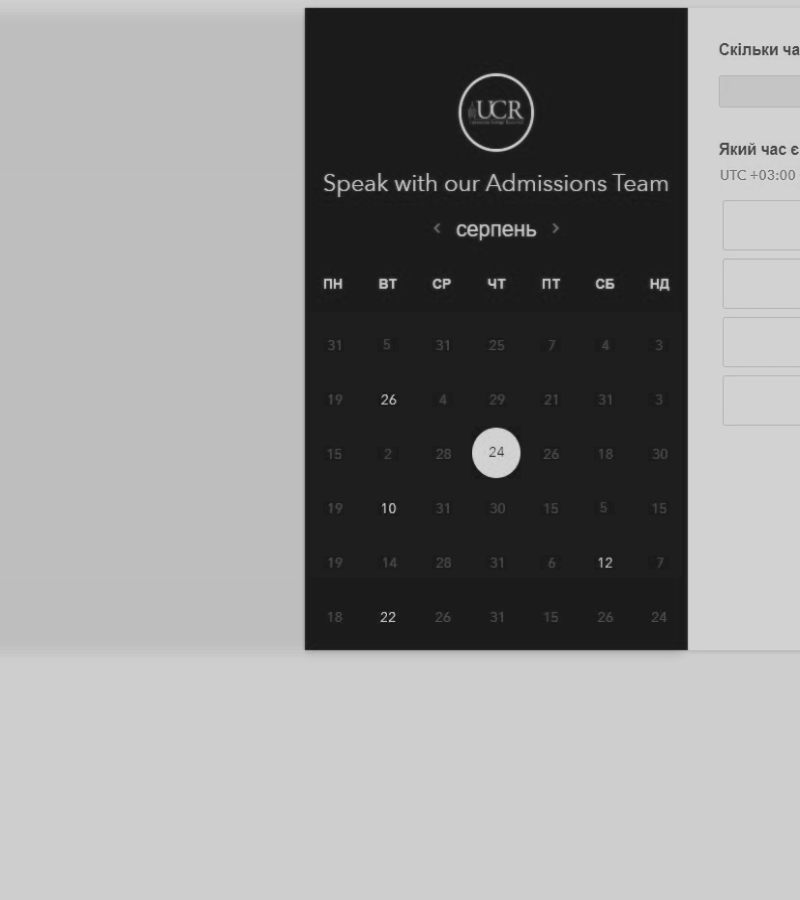 UCR
Speak with our Admissions Team
< серпень >
ПН ВТ СР ЧТ ПТ СБ НД
31 5 31 25 7 4 3
19 26 4 29 21 31 3
15 2 28 24 26 18 30
19 10 31 30 15 5 15
19 14 28 31 6 12 7
18 22 26 31 15 26 24
Скільки ча
Який час є
UTC +03:00